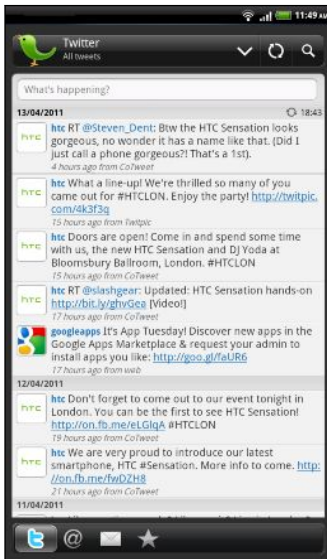 11:49 AM
Twitter
All tweets
What's happening?
13/04/2011 18:43
htc RT @Steven_Dent: Btw the HTC Sensation looks
gorgeous, no wonder it has a name like that. (Did I
just call a phone gorgeous?! That's a 1st).
4 hours ago from CoTweet
htc What a line-up! We're thrilled so many of you
came out for #HTCLON. Enjoy the party! http://twitpic.
com/4k3f3q
15 hours ago from Twitpic
htc Doors are open! Come in and spend some time
with us, the new HTC Sensation and DJ Yoda at
Bloomsbury Ballroom, London. #HTCLON
15 hours ago from CoTweet
htc RT @slashgear: Updated: HTC Sensation hands-on
http://bit.ly/ghvGea [Video!]
17 hours ago from CoTweet
googleapps It's App Tuesday! Discover new apps in the
Google Apps Marketplace & request your admin to
install apps you like: http://goo.gl/faUR6
17 hours ago from web
12/04/2011
htc Don't forget to come out to our event tonight in
London. You can be the first to see HTC Sensation!
http://on.fb.me/eLGlqA #HTCLON
19 hours ago from CoTweet
htc We are very proud to introduce our latest
smartphone, HTC #Sensation. More info to come. http:
//on.fb.me/fwDZH8
21 hours ago from CoTweet
11/04/2011